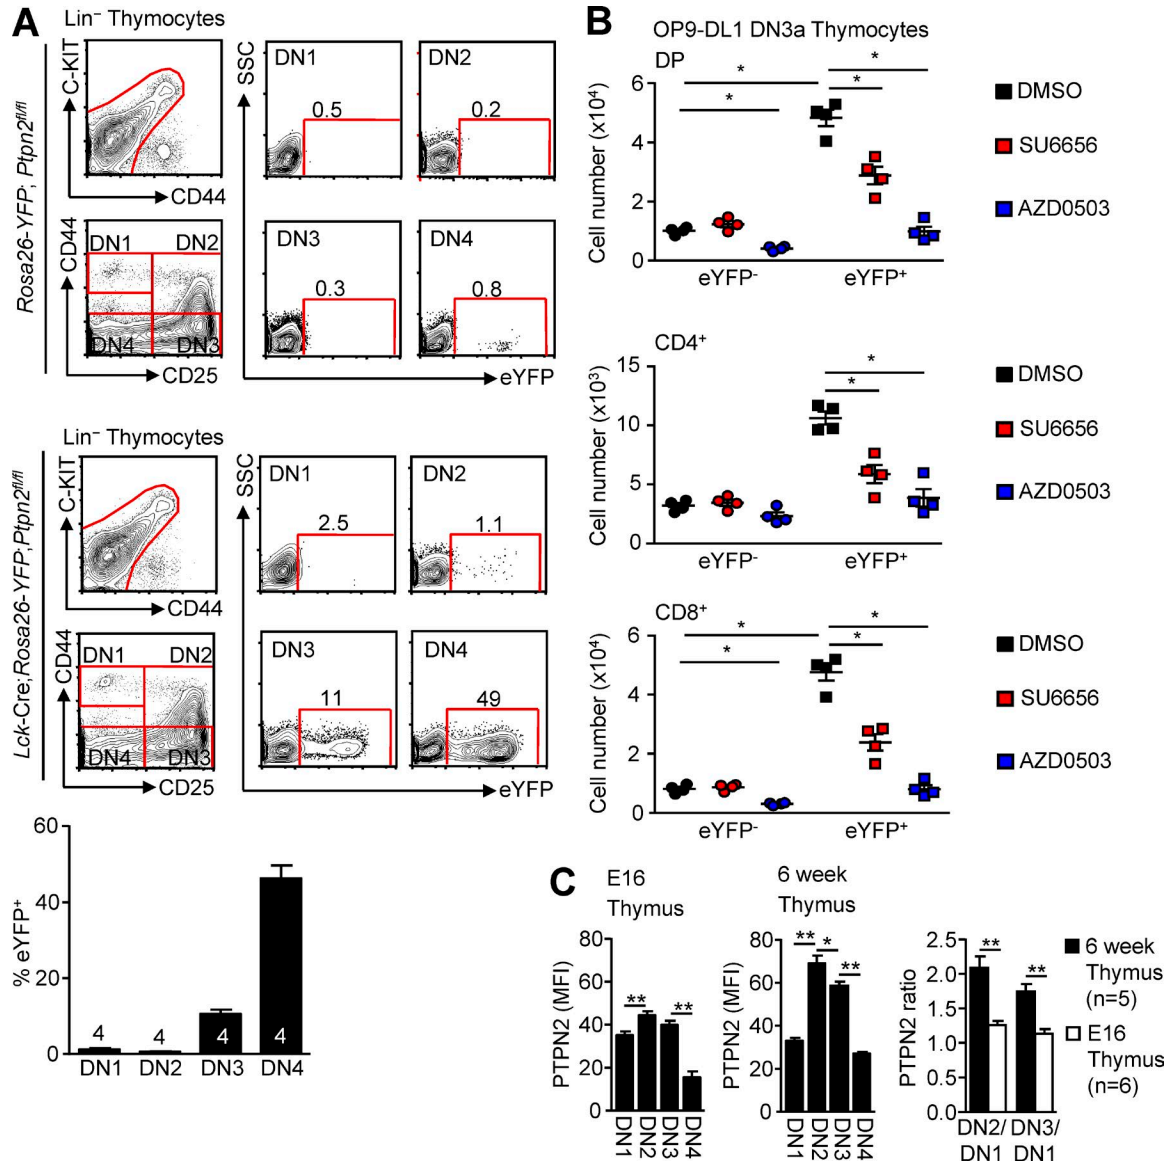 A
Lin⁻ Thymocytes
Rosa26-YFP; Ptpn2fl/fl
C-KIT
CD44
SSC
DN1
0.5
DN2
0.2
CD44
DN1
DN2
DN4
DN3
CD25
DN3
0.3
DN4
0.8
eYFP
Lin⁻ Thymocytes
Lck-Cre;Rosa26-YFP;Ptpn2fl/fl
C-KIT
CD44
SSC
DN1
2.5
DN2
1.1
CD44
DN1
DN2
DN4
DN3
CD25
DN3
11
DN4
49
eYFP
% eYFP⁺
60
40
20
0
4
4
4
4
DN1
DN2
DN3
DN4
B
OP9-DL1 DN3a Thymocytes
DP
Cell number (x10⁴)
6
4
2
0
*
*
*
*
eYFP⁻
eYFP⁺
DMSO
SU6656
AZD0503
CD4⁺
Cell number (x10³)
15
10
5
0
*
*
eYFP⁻
eYFP⁺
DMSO
SU6656
AZD0503
CD8⁺
Cell number (x10⁴)
6
4
2
0
*
*
*
*
eYFP⁻
eYFP⁺
DMSO
SU6656
AZD0503
C
E16
Thymus
PTPN2 (MFI)
80
60
40
20
0
**
**
DN1
DN2
DN3
DN4
6 week
Thymus
PTPN2 (MFI)
80
60
40
20
0
**
*
**
DN1
DN2
DN3
DN4
PTPN2 ratio
2.5
2.0
1.5
1.0
0.5
0.0
**
**
DN2/
DN1
DN3/
DN1
6 week
Thymus
(n=5)
E16
Thymus
(n=6)